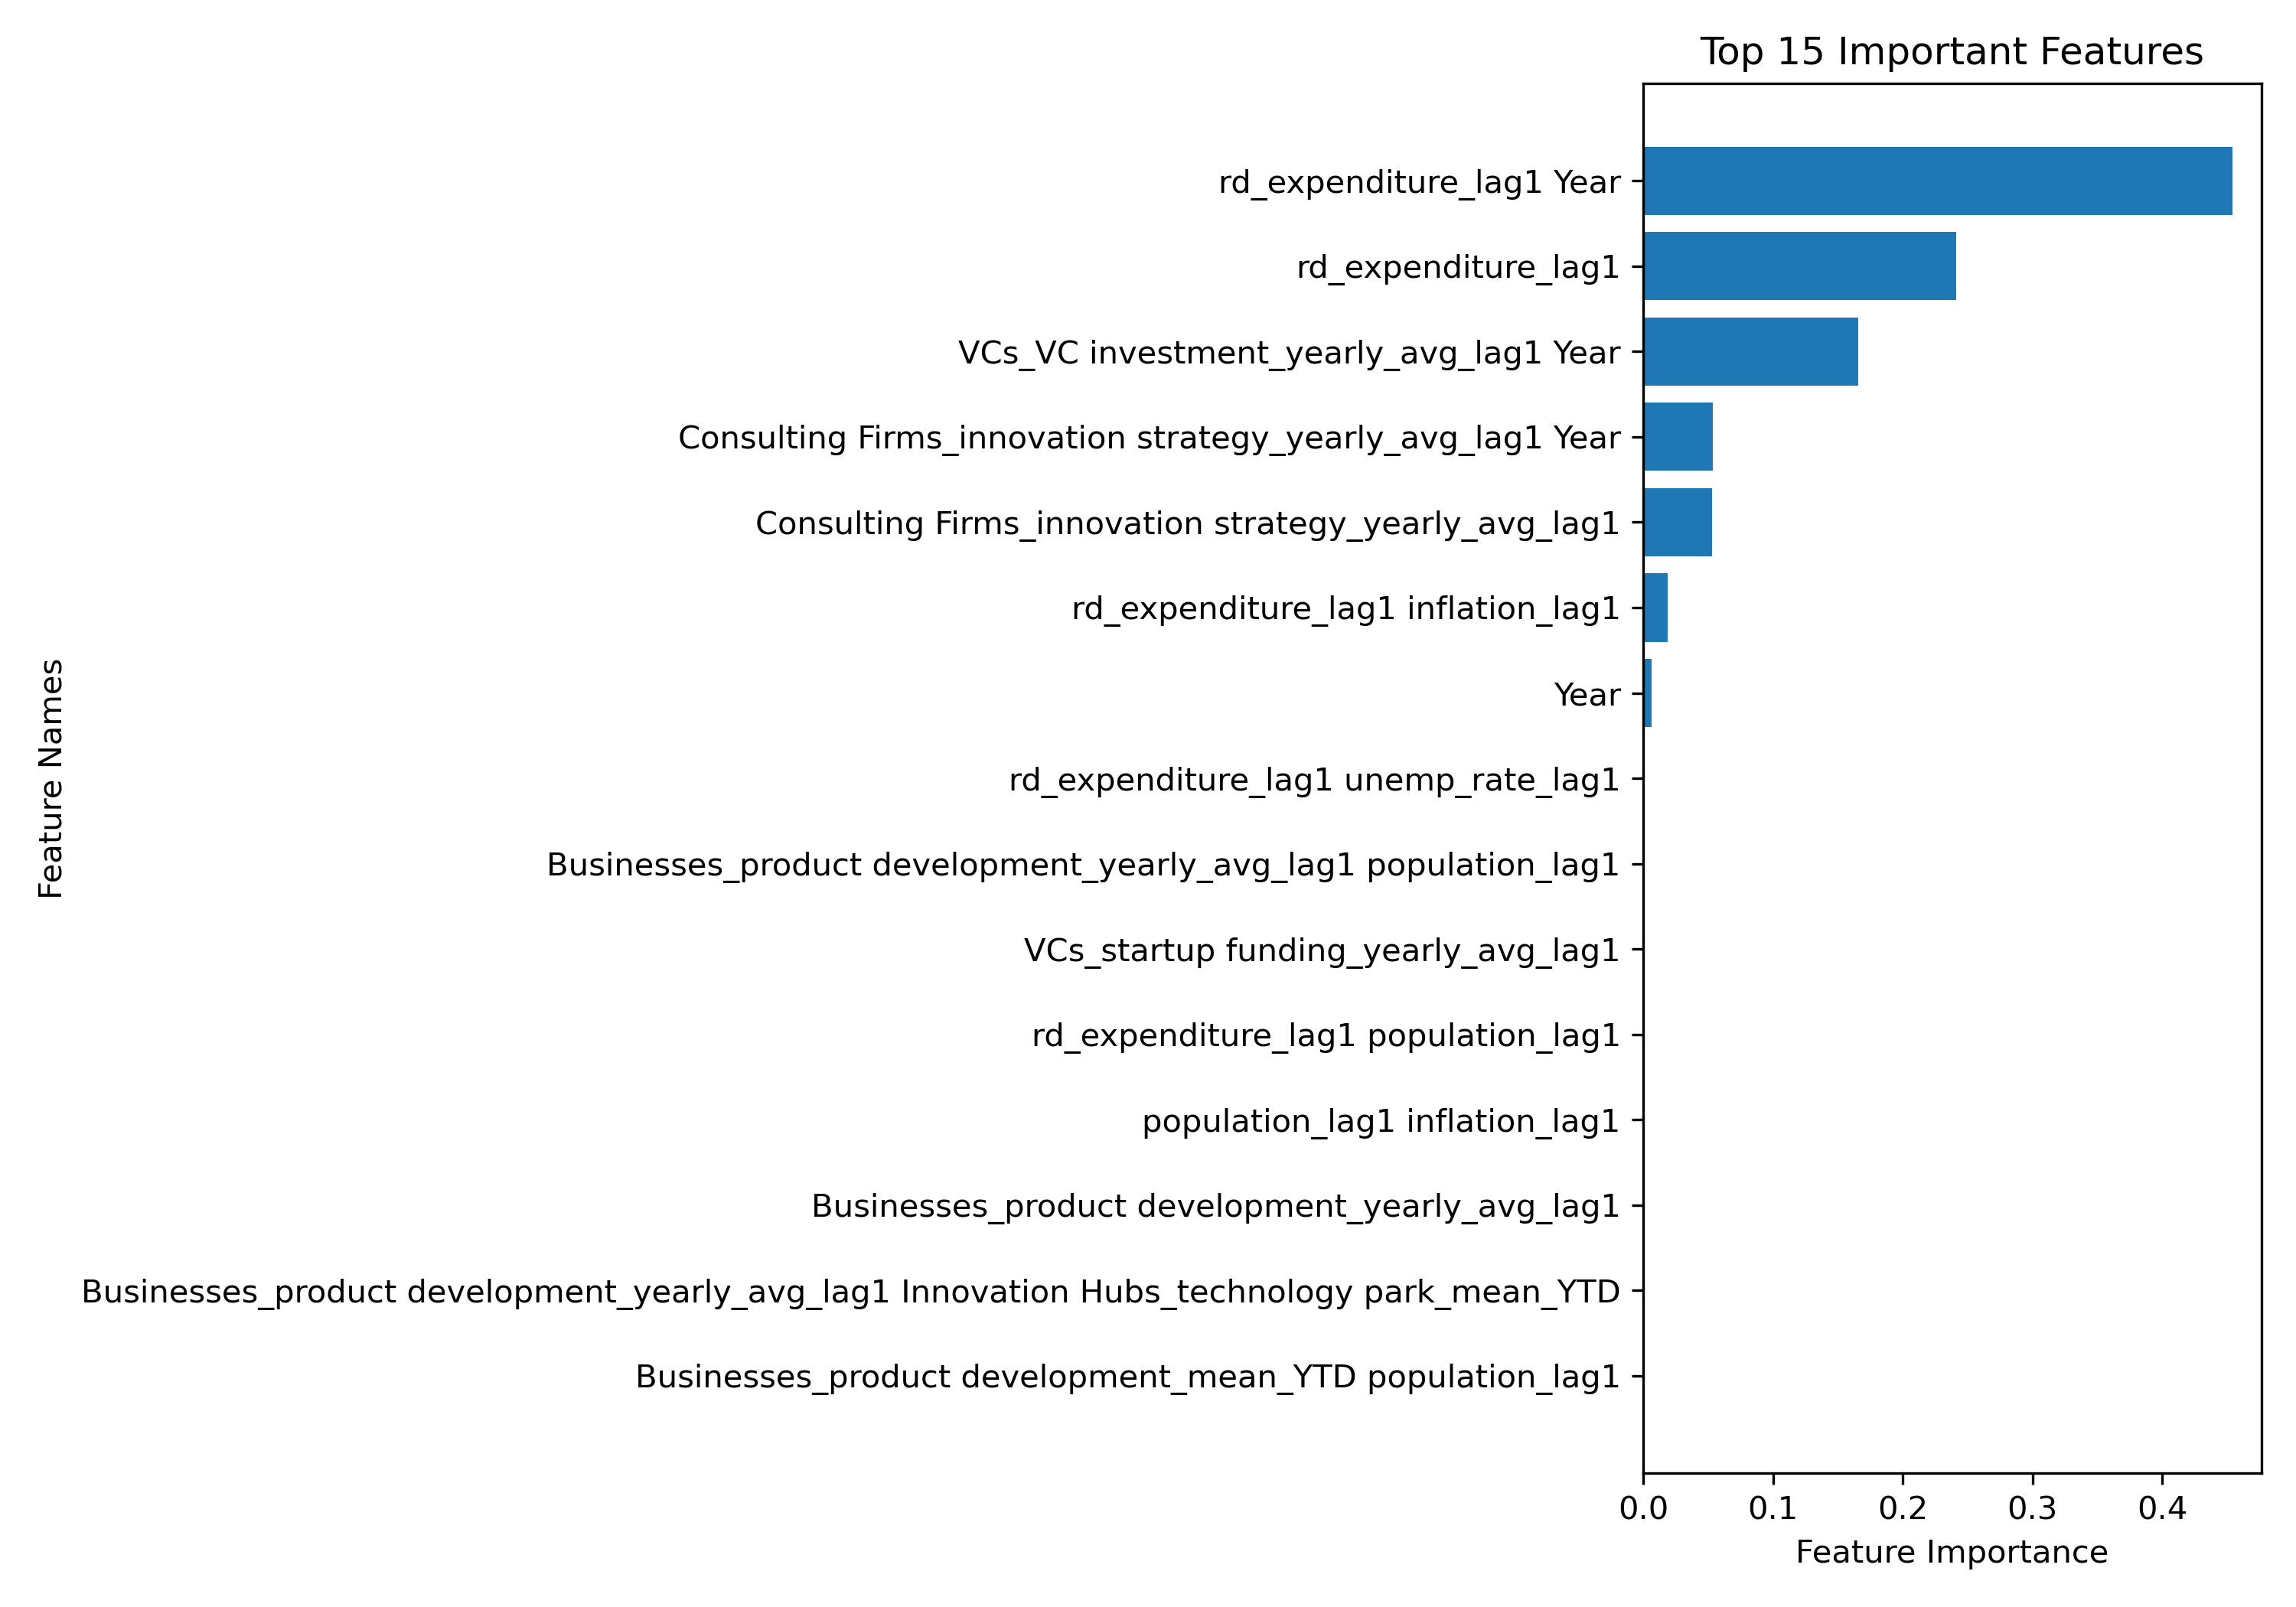 Top 15 Important Features
Feature Names
rd_expenditure_lag1 Year
rd_expenditure_lag1
VCs_VC investment_yearly_avg_lag1 Year
Consulting Firms_innovation strategy_yearly_avg_lag1 Year
Consulting Firms_innovation strategy_yearly_avg_lag1
rd_expenditure_lag1 inflation_lag1
Year
rd_expenditure_lag1 unemp_rate_lag1
Businesses_product development_yearly_avg_lag1 population_lag1
VCs_startup funding_yearly_avg_lag1
rd_expenditure_lag1 population_lag1
population_lag1 inflation_lag1
Businesses_product development_yearly_avg_lag1
Businesses_product development_yearly_avg_lag1 Innovation Hubs_technology park_mean_YTD
Businesses_product development_mean_YTD population_lag1
0.0 0.1 0.2 0.3 0.4
Feature Importance